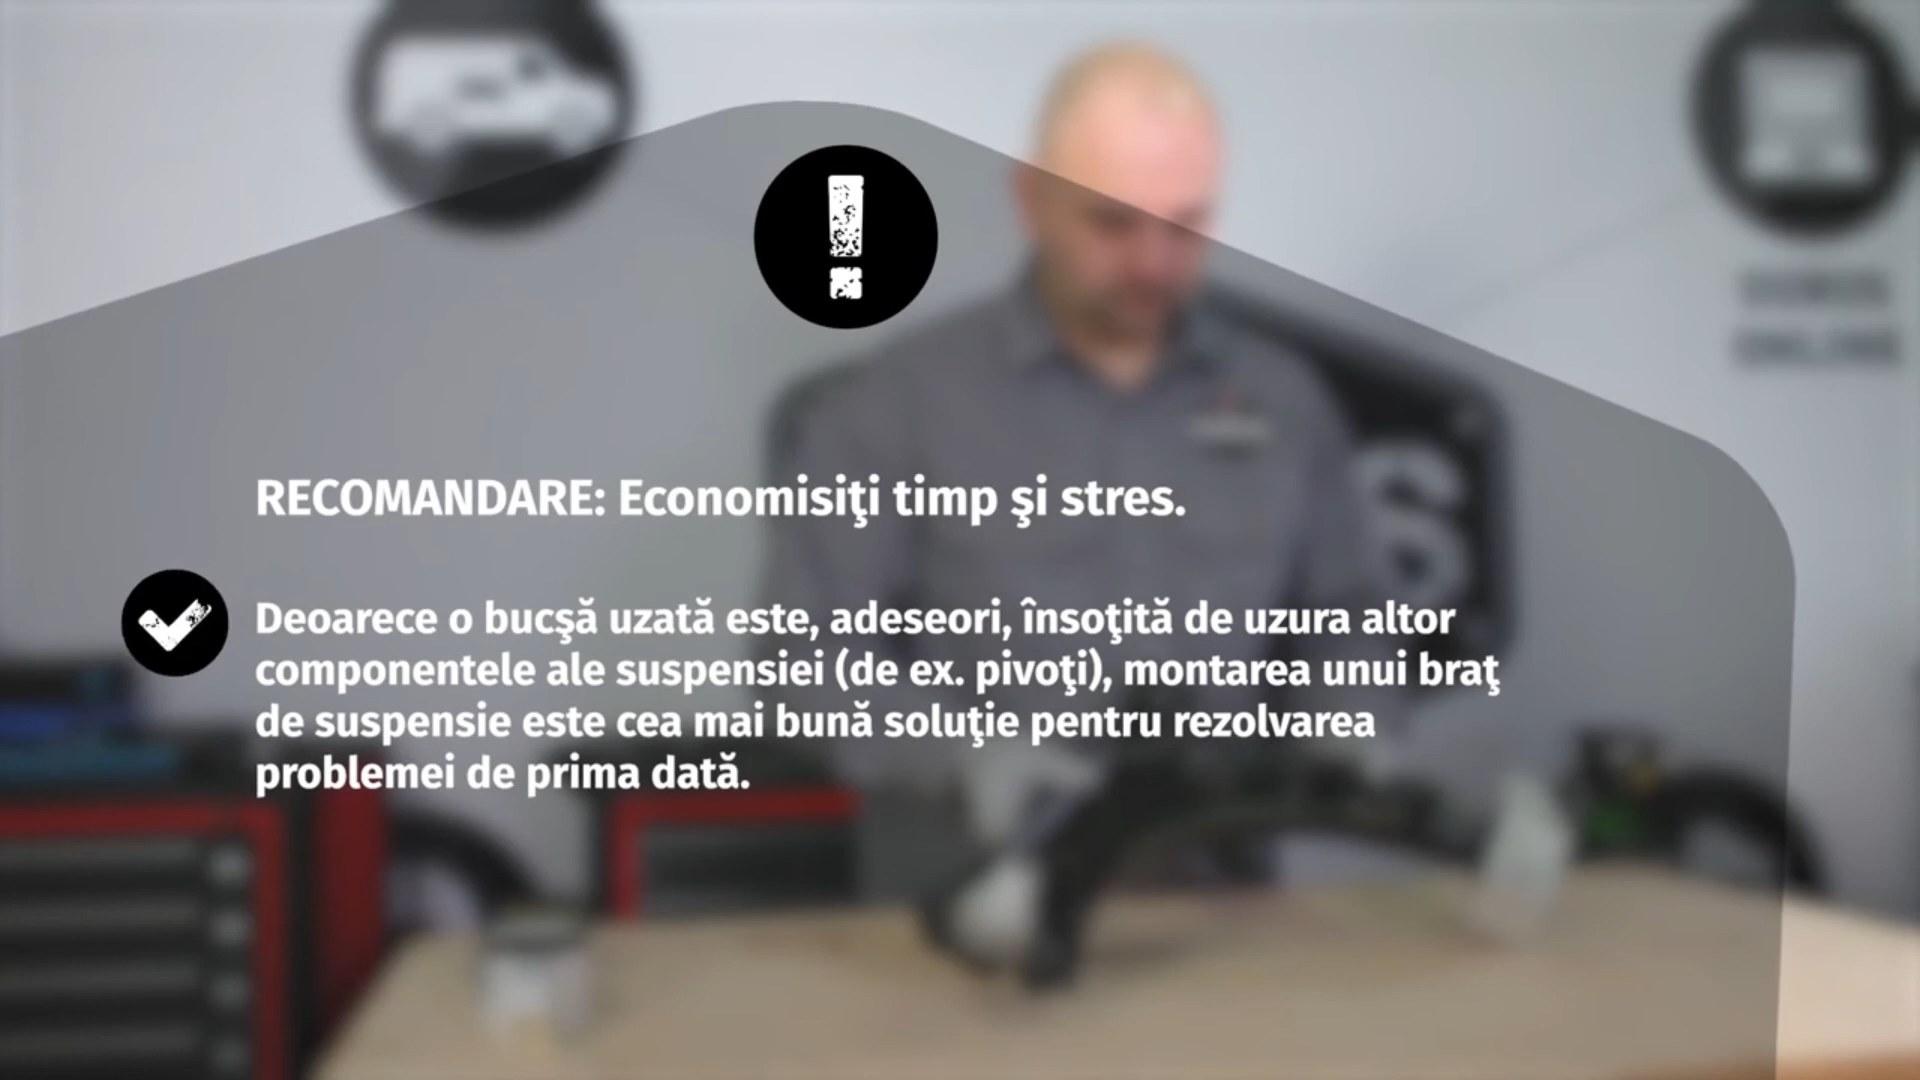 RECOMANDARE: Economisiţi timp şi stres.
Deoarece o bucşă uzată este, adeseori, însoţită de uzura altor
componentele ale suspensiei (de ex. pivoţi), montarea unui braţ
de suspensie este cea mai bună soluţie pentru rezolvarea
problemei de prima dată.